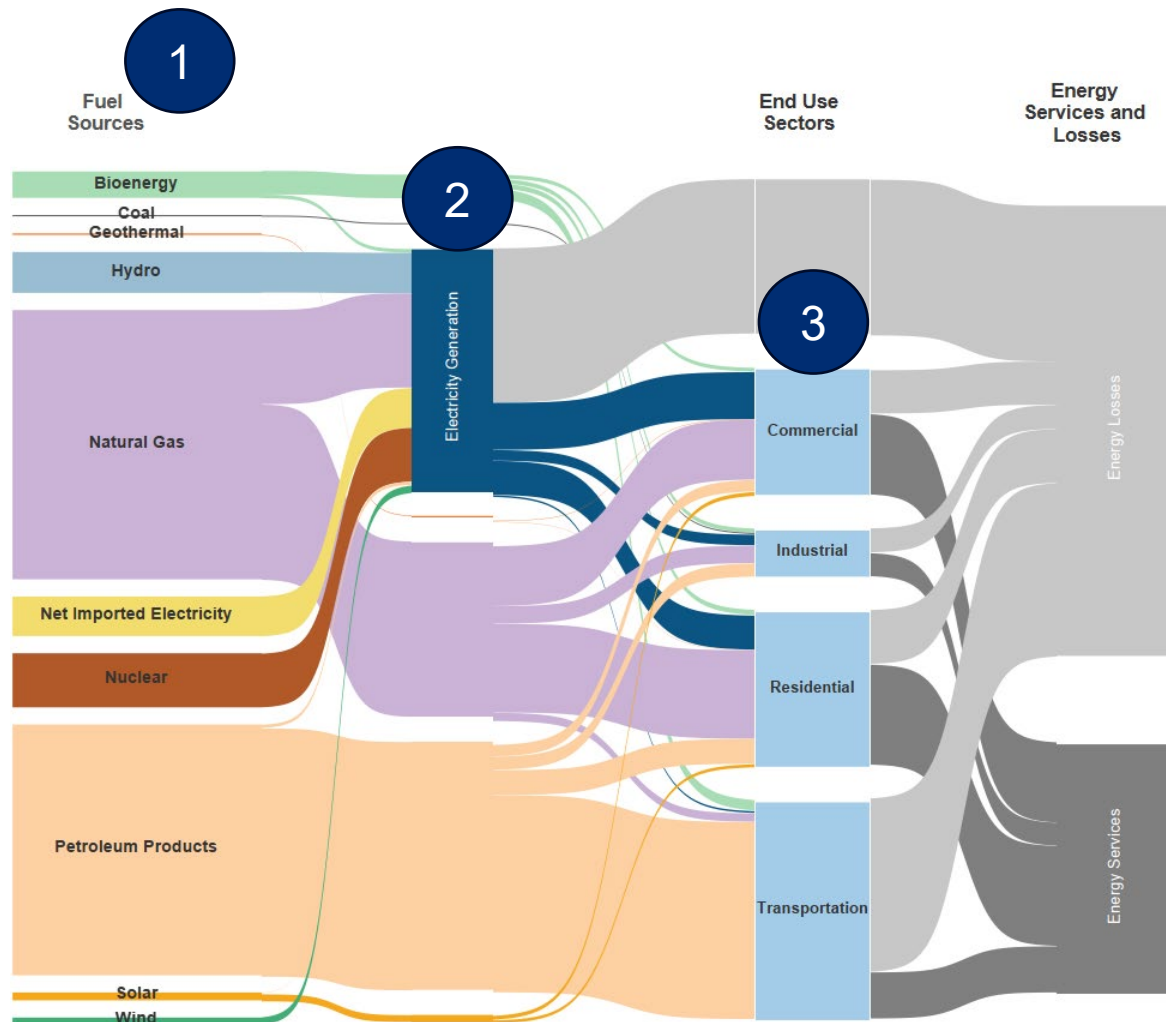 1
Fuel
Sources
End Use
Sectors
Energy
Services and
Losses
Bioenergy
2
Coal
Geothermal
Hydro
Electricity Generation
3
Natural Gas
Commercial
Energy Losses
Industrial
Net Imported Electricity
Nuclear
Residential
Petroleum Products
Energy Services
Transportation
Solar
Wind